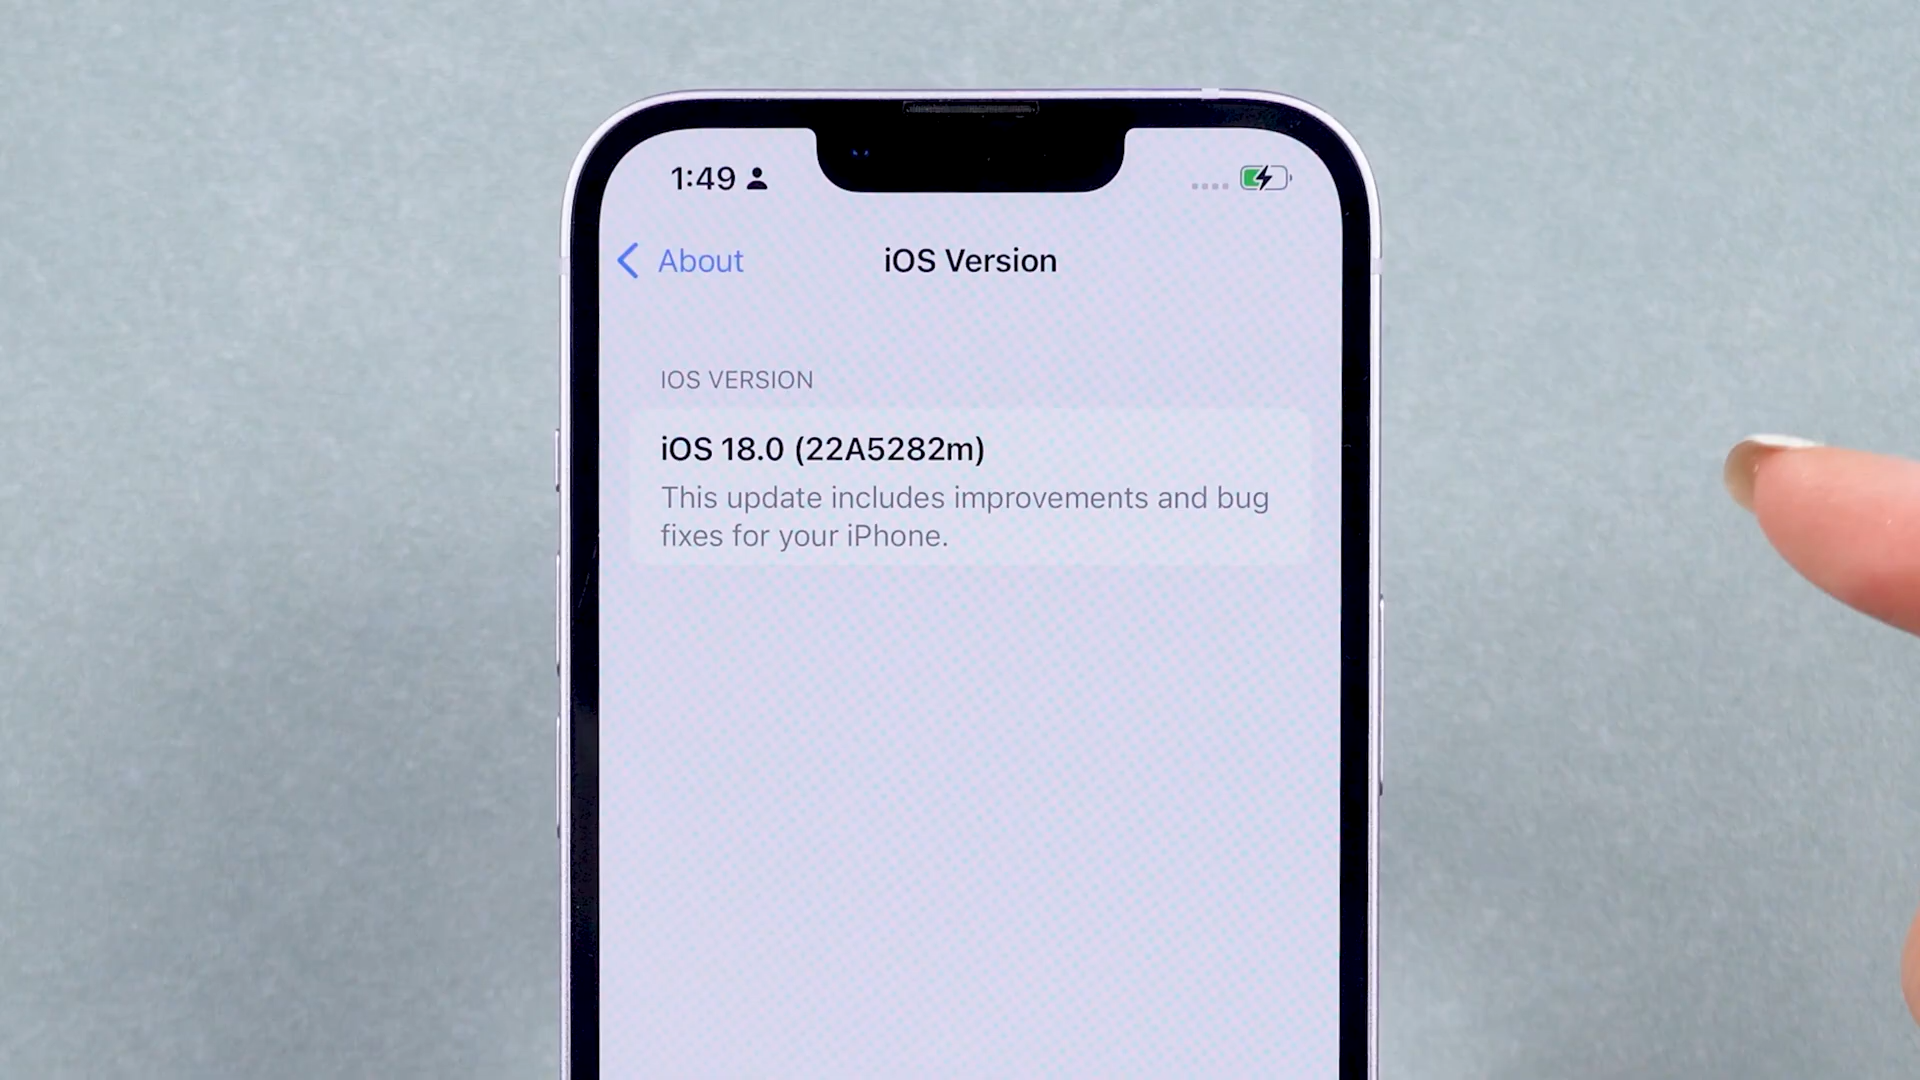 1:49
About
iOS Version
IOS VERSION
iOS 18.0 (22A5282m)
This update includes improvements and bug
fixes for your iPhone.